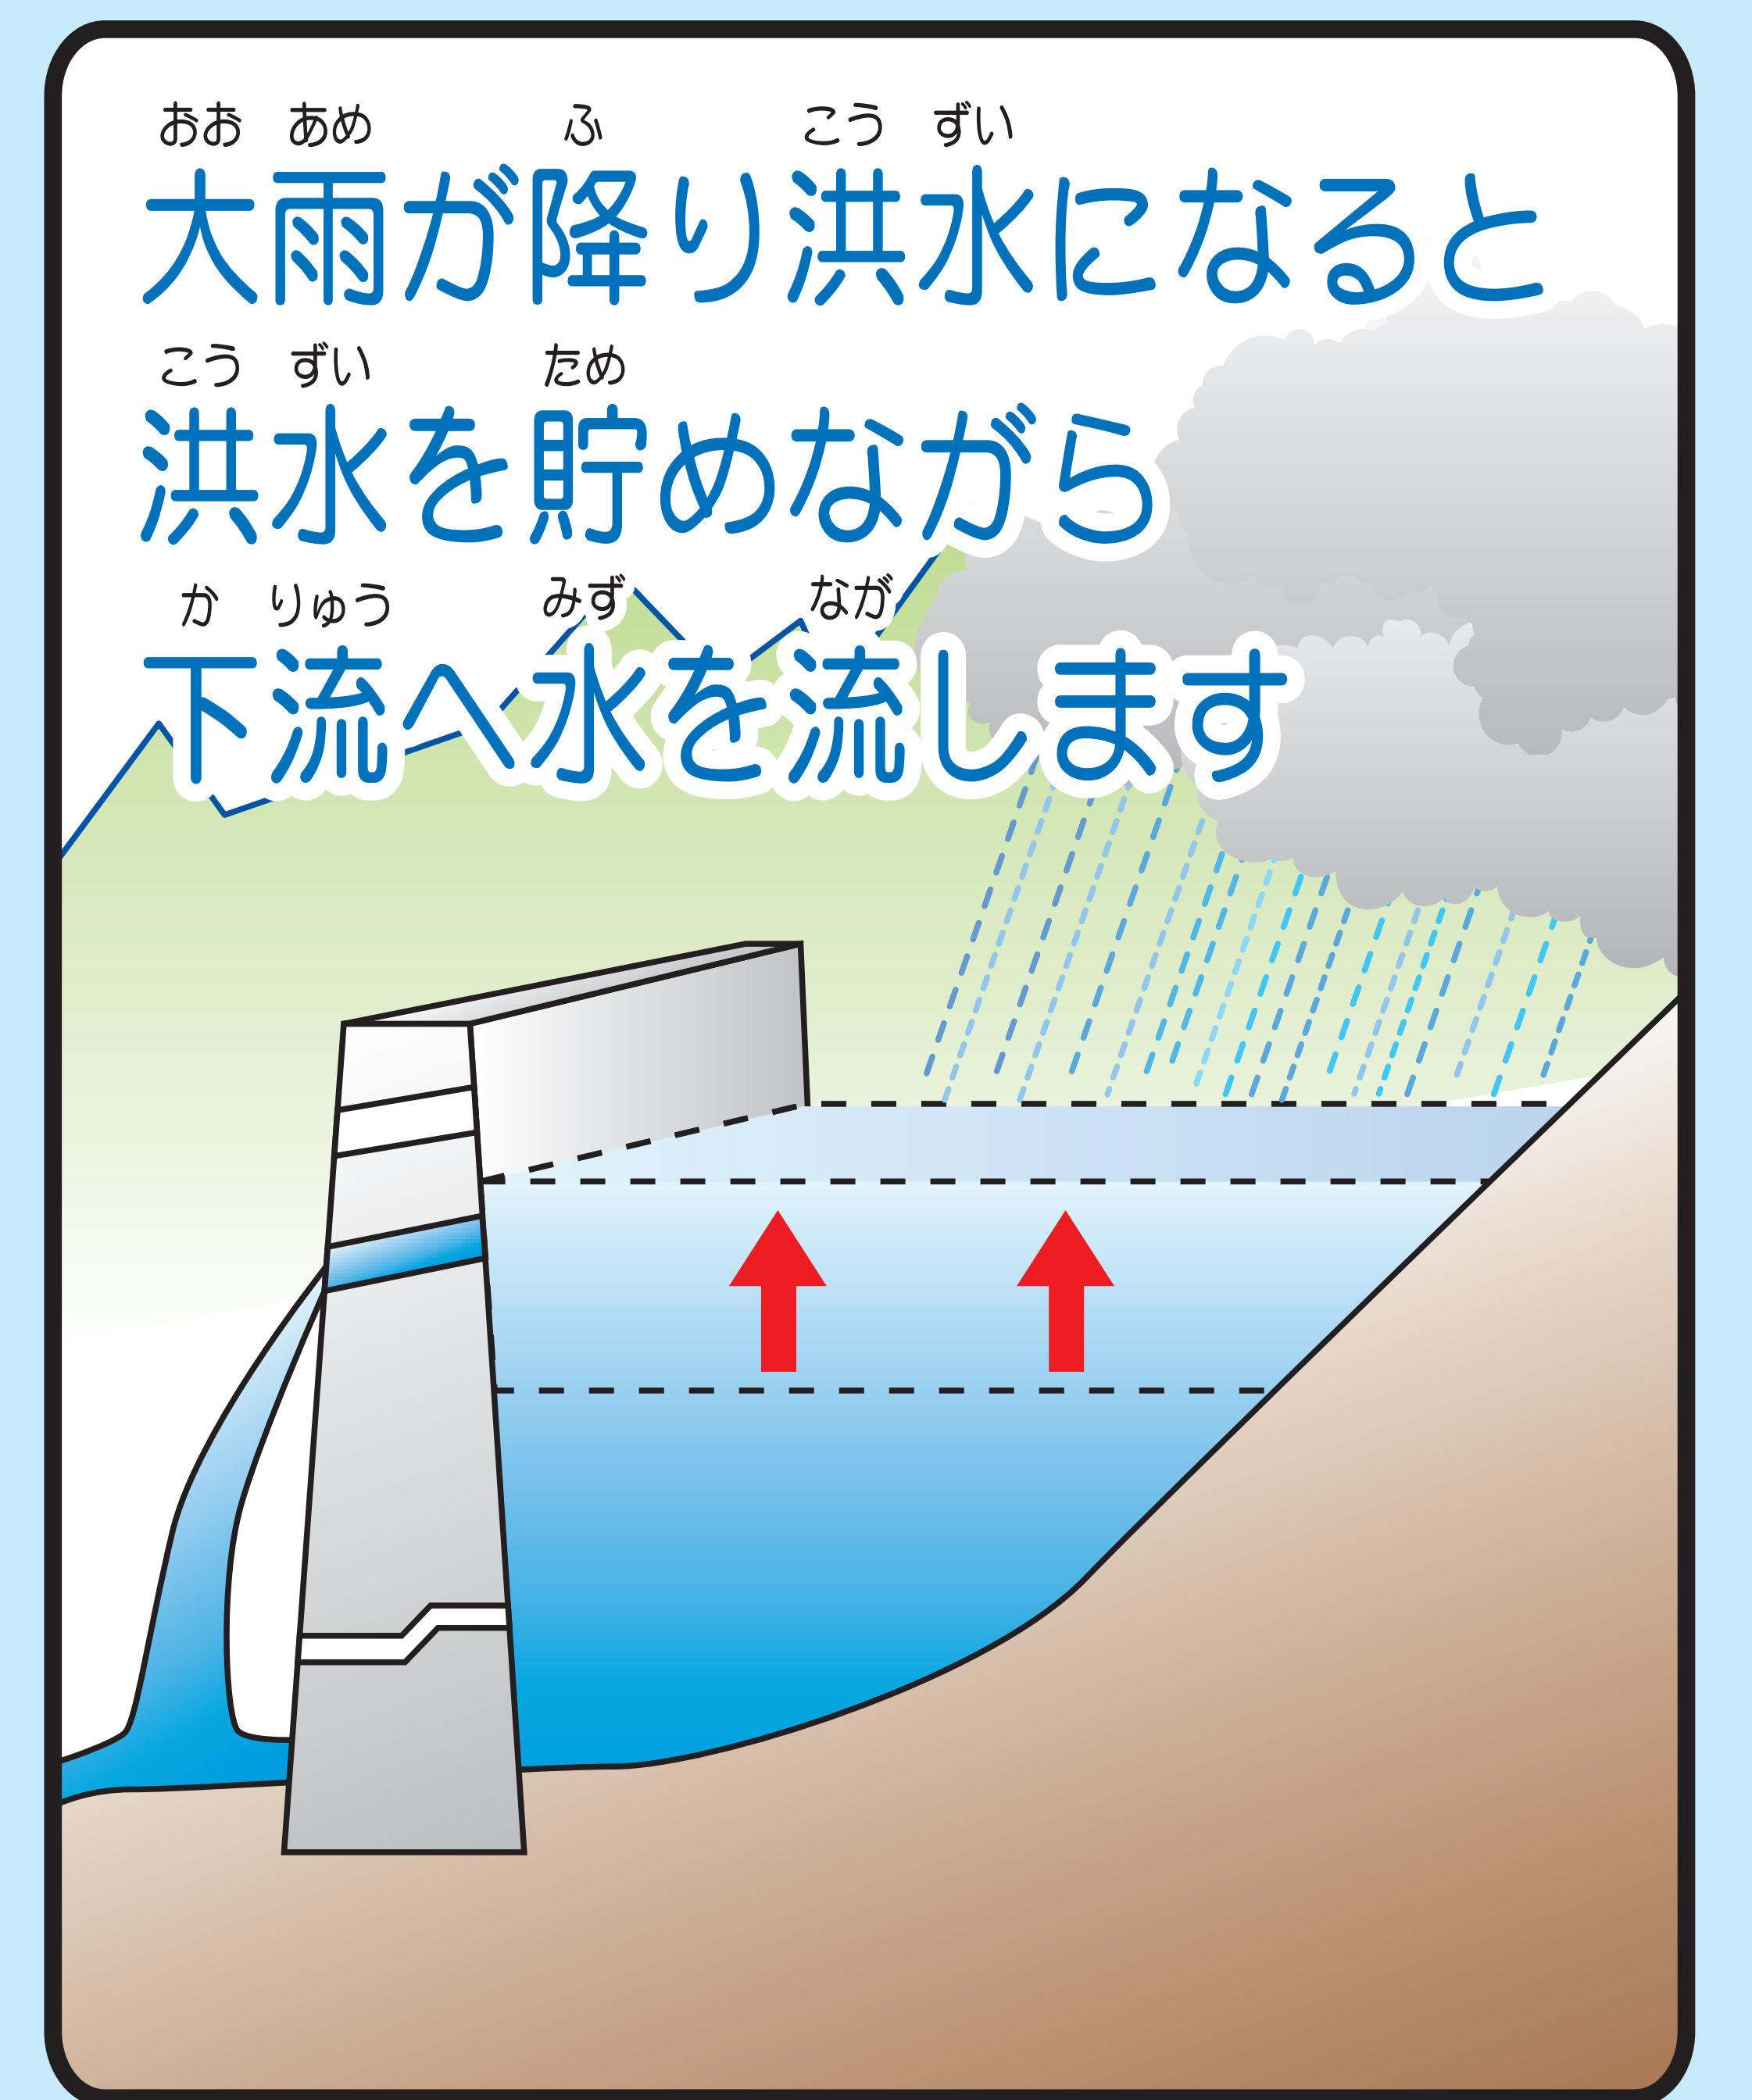 おお あめ ふ こう ずい
大雨が降り洪水になると
こう ずい ため
洪水を貯めながら
か りゅう みず なが
下流へ水を流します